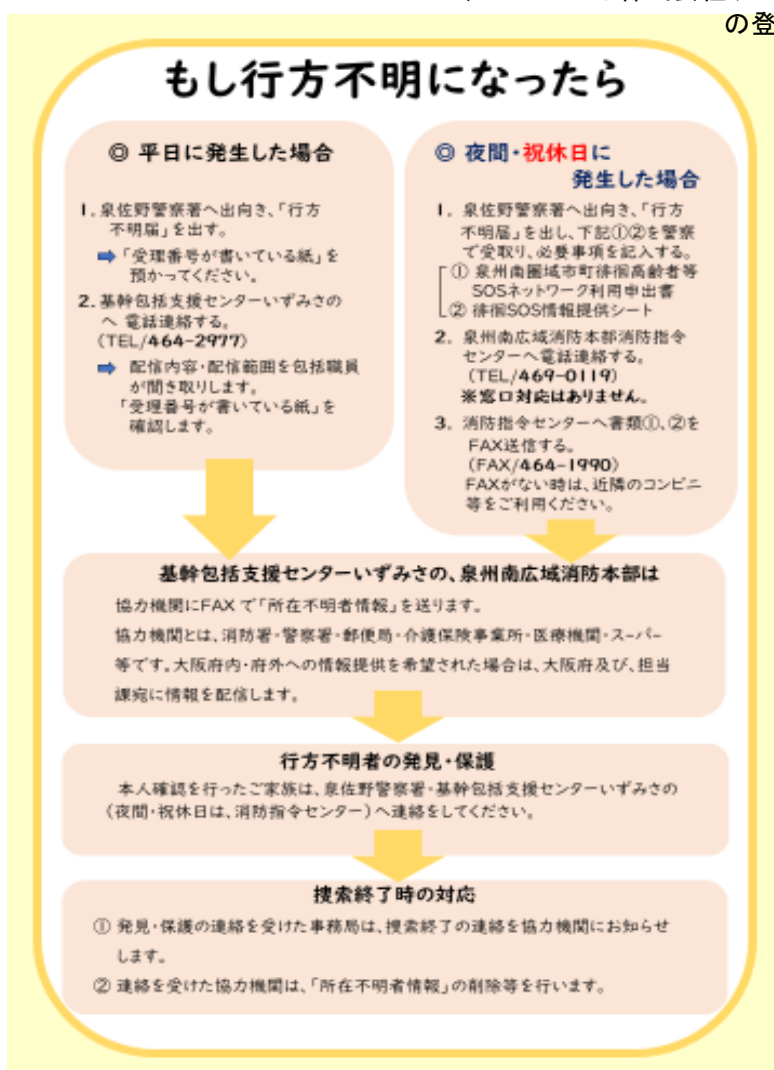 の登
もし行方不明になったら
◎ 平日に発生した場合
1. 泉佐野警察署へ出向き、「行方
不明届」を出す。
➡「受理番号が書いている紙」を
預かってください。
2. 基幹包括支援センターいずみさの
へ 電話連絡する。
(TEL/464-2977)
➡ 配信内容・配信範囲を包括職員
が聞き取りします。
「受理番号が書いている紙」を
確認します。
◎ 夜間・祝休日に
発生した場合
1. 泉佐野警察署へ出向き、「行方
不明届」を出し、下記①②を警察
で受取り、必要事項を記入する。
① 泉州南圏域市町徘徊高齢者等
SOSネットワーク利用申出書
② 徘徊SOS情報提供シート
2. 泉州南広域消防本部消防指令
センターへ電話連絡する。
(TEL/469-0119)
※窓口対応はありません。
3. 消防指令センターへ書類①、②を
FAX送信する。
(FAX/464-1990)
FAXがない時は、近隣のコンビニ
等をご利用ください。
基幹包括支援センターいずみさの、泉州南広域消防本部は
協力機関にFAX で「所在不明者情報」を送ります。
協力機関とは、消防署・警察署・郵便局・介護保険事業所・医療機関・スーパー
等です。大阪府内・府外への情報提供を希望された場合は、大阪府及び、担当
課宛に情報を配信します。
行方不明者の発見・保護
本人確認を行ったご家族は、泉佐野警察署・基幹包括支援センターいずみさの
(夜間・祝休日は、消防指令センター)へ連絡をしてください。
捜索終了時の対応
① 発見・保護の連絡を受けた事務局は、捜索終了の連絡を協力機関にお知らせ
します。
② 連絡を受けた協力機関は、「所在不明者情報」の削除等を行います。